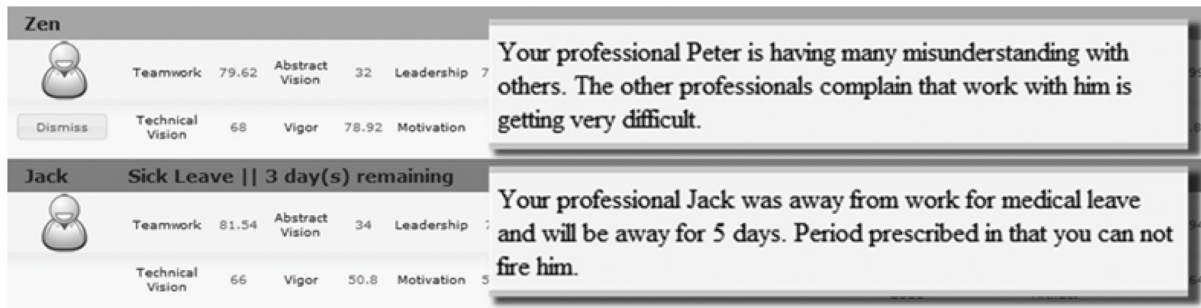 Zen
Teamwork 79.62 Abstract Vision 32 Leadership 7
Your professional Peter is having many misunderstanding with
others. The other professionals complain that work with him is
getting very difficult.
Dismiss Technical Vision 68 Vigor 78.92 Motivation
Jack Sick Leave || 3 day(s) remaining
Teamwork 81.54 Abstract Vision 34 Leadership
Your professional Jack was away from work for medical leave
and will be away for 5 days. Period prescribed in that you can not
fire him.
Technical Vision 66 Vigor 50.8 Motivation 5